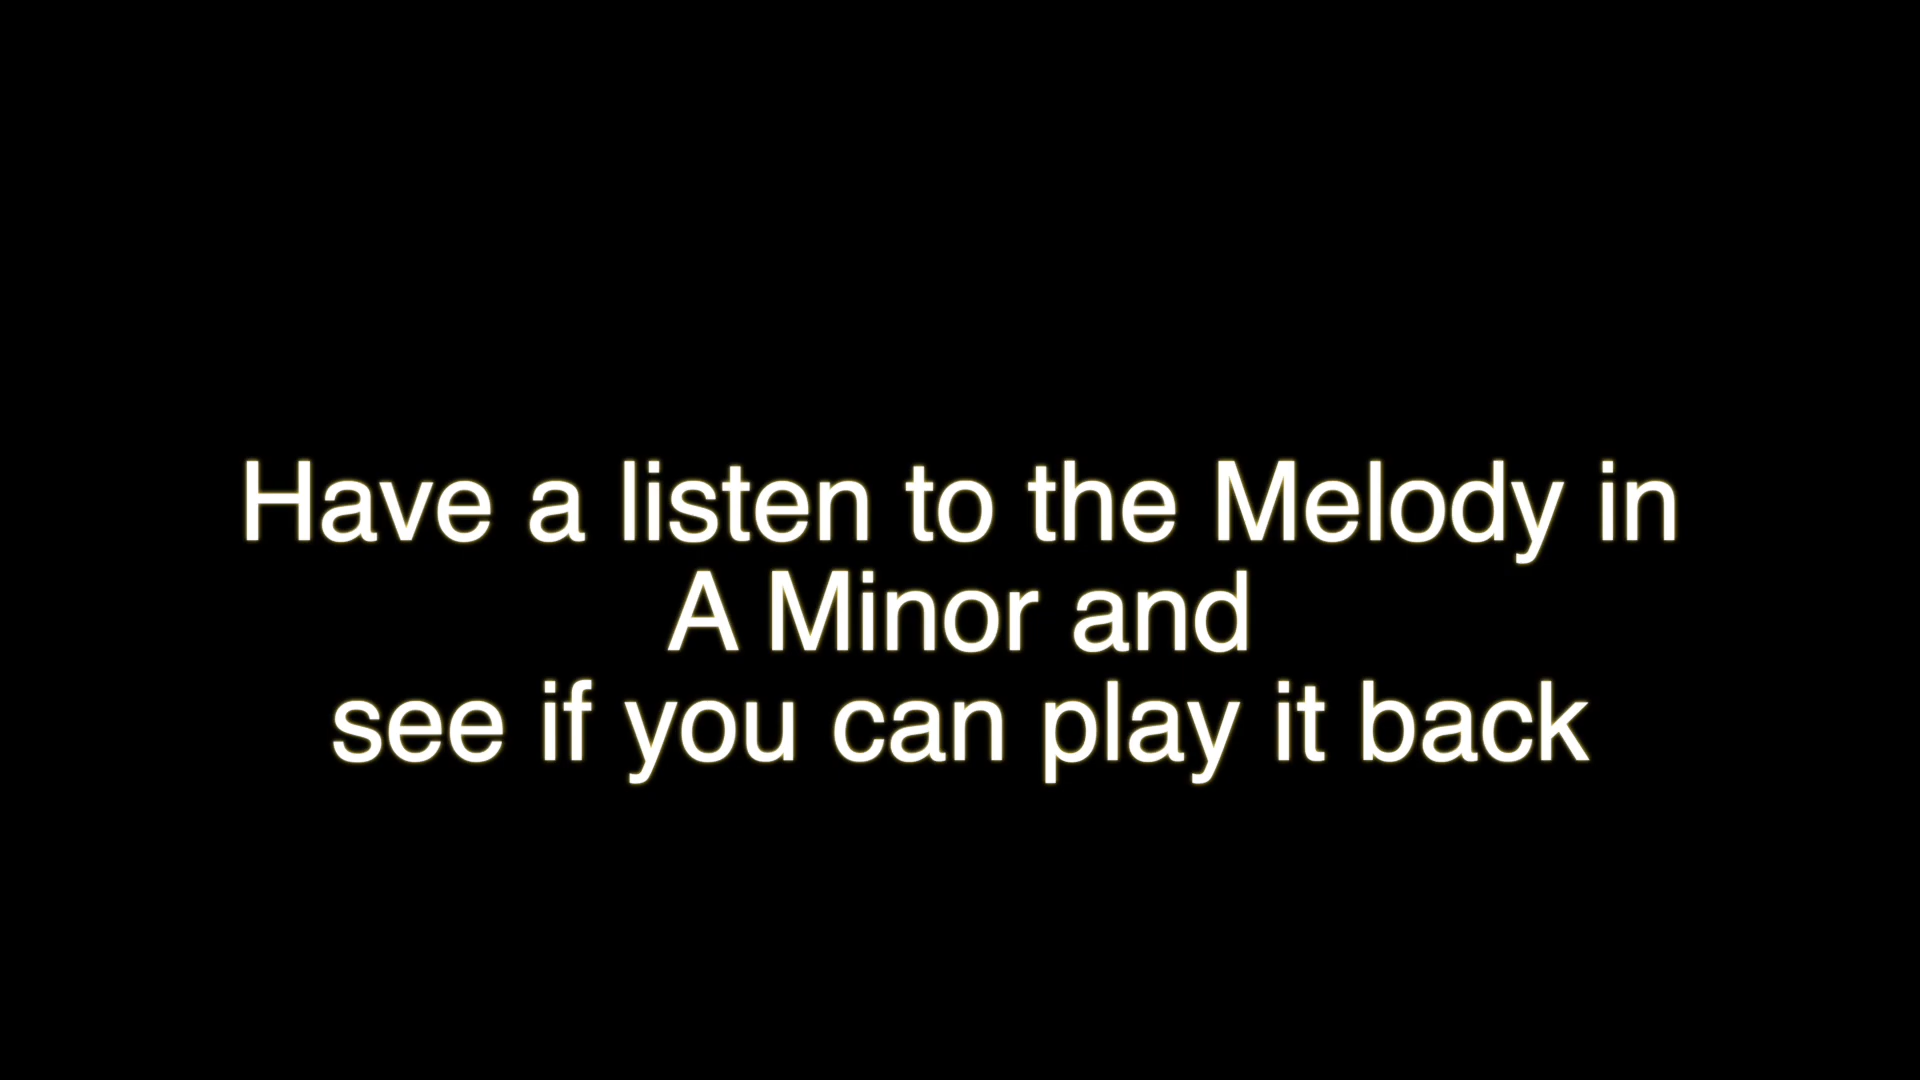 Have a listen to the Melody in
A Minor and
see if you can play it back